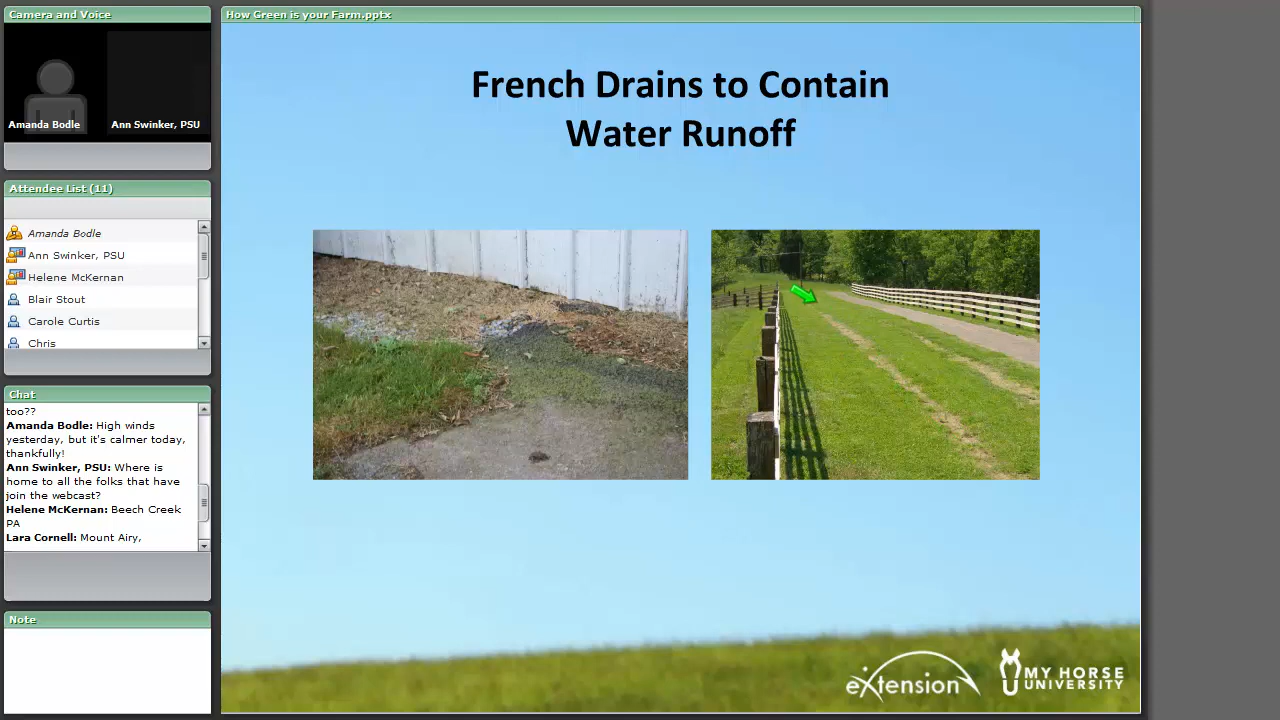 Camera and Voice
Amanda Bodle
Ann Swinker, PSU
Attendee List (11)
Amanda Bodle
Ann Swinker, PSU
Helene McKernan
Blair Stout
Carole Curtis
Chris
Chat
too??
Amanda Bodle: High winds
yesterday, but it's calmer today,
thankfully!
Ann Swinker, PSU: Where is
home to all the folks that have
join the webcast?
Helene McKernan: Beech Creek
PA
Lara Cornell: Mount Airy,
Note
How Green is your Farm.pptx
French Drains to Contain
Water Runoff
eXtension
MY HORSE
UNIVERSITY